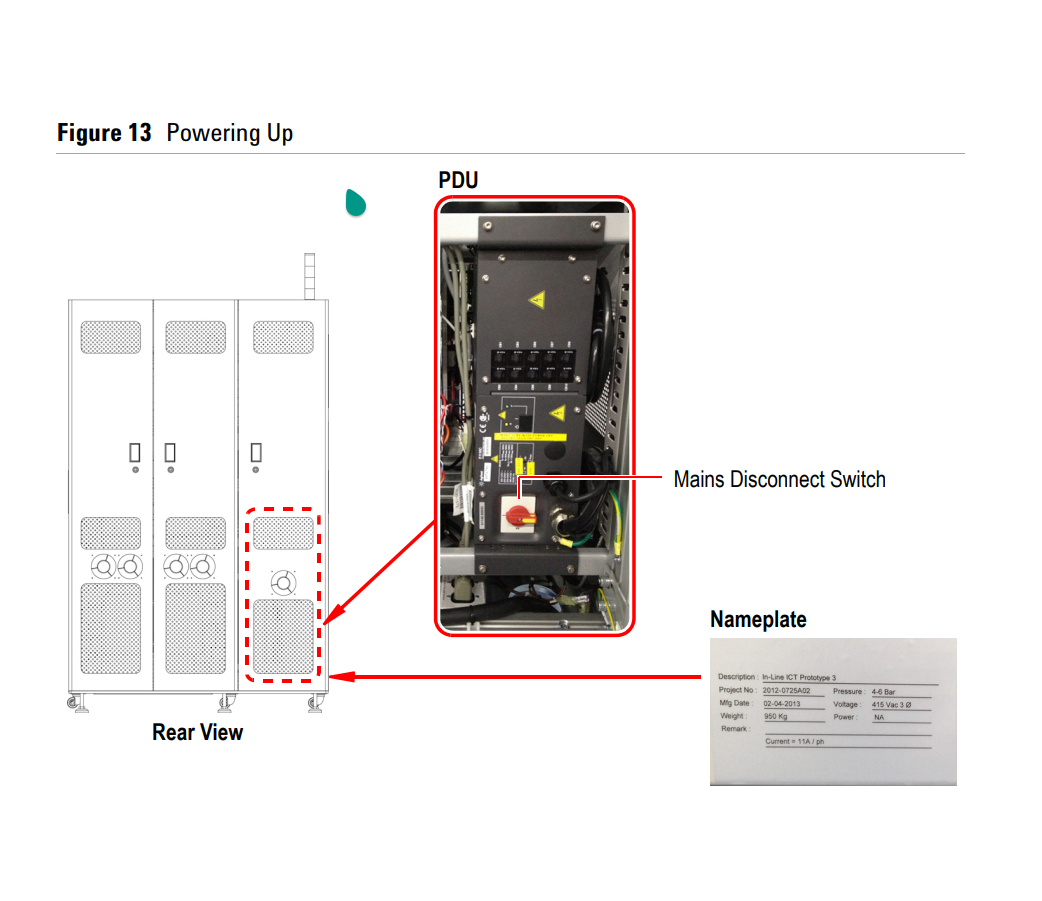 Figure 13 Powering Up
PDU
Mains Disconnect Switch
Nameplate
Description : In-Line ICT Prototype 3
Project No : 2012-0725A02 Pressure : 4-6 Bar
Mfg Date : 02-04-2013 Voltage : 415 Vac 3 Ø
Weight : 950 Kg Power : NA
Remark :
Current = 11A / ph
Rear View